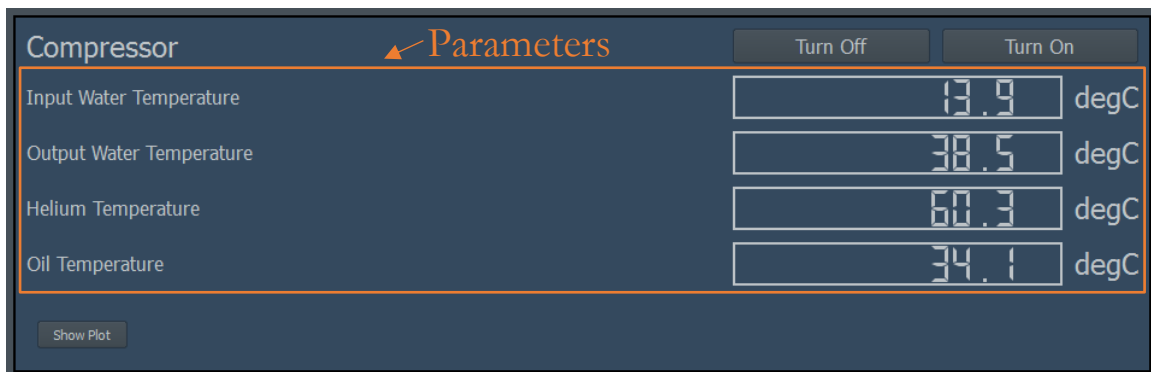 Compressor Parameters Turn Off Turn On
Input Water Temperature 13.9 degC
Output Water Temperature 38.5 degC
Helium Temperature 60.3 degC
Oil Temperature 34.1 degC
Show Plot